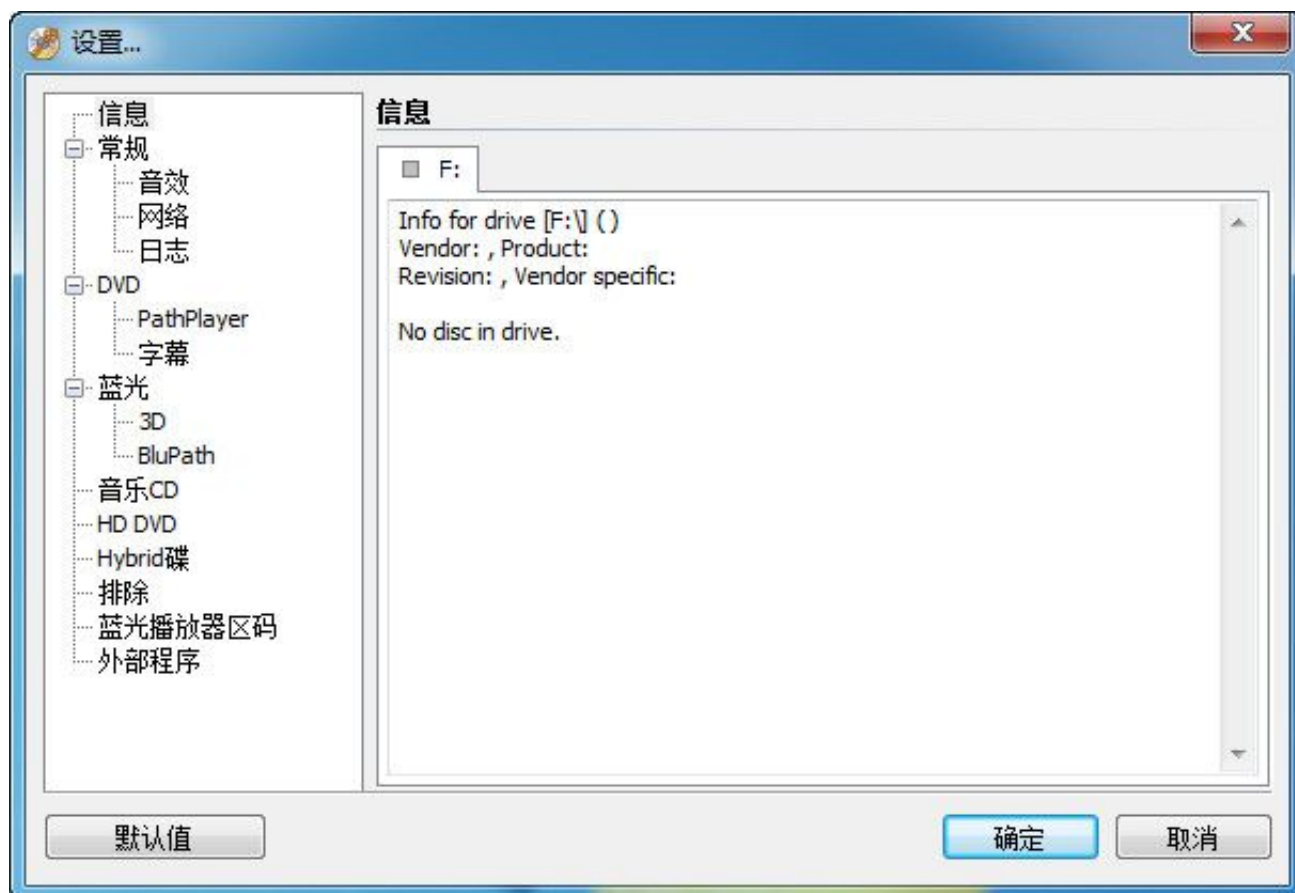 设置...
信息
常规
音效
网络
日志
DVD
PathPlayer
字幕
蓝光
3D
BluPath
音乐CD
HD DVD
Hybrid碟
排除
蓝光播放器区码
外部程序
信息
F:
Info for drive [F:\] ( )
Vendor: , Product:
Revision: , Vendor specific:
No disc in drive.
默认值
确定
取消